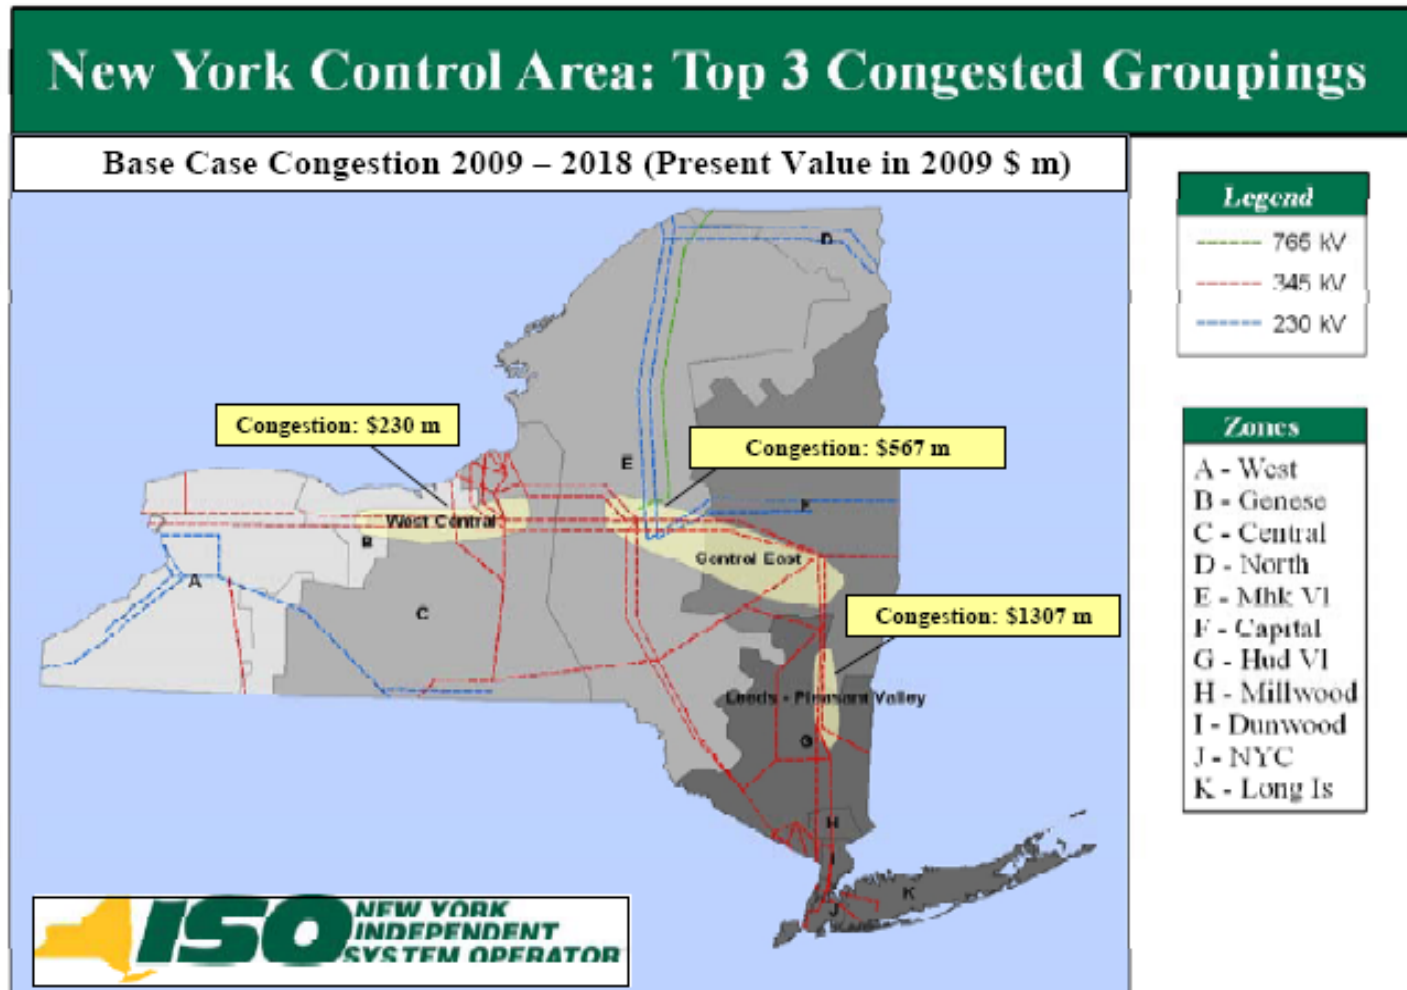 New York Control Area: Top 3 Congested Groupings
Base Case Congestion 2009 – 2018 (Present Value in 2009 $ m)
Legend
765 kV
345 kV
230 kV
Zones
A - West
B - Genese
C - Central
D - North
E - Mhk Vl
F - Capital
G - Hud Vl
H - Millwood
I - Dunwood
J - NYC
K - Long Is
D
Congestion: $230 m
Congestion: $567 m
E
F
West Central
B
Central East
A
C
Congestion: $1307 m
Leeds - Pleasant Valley
G
H
I
K
J
ISO
NEW YORK
INDEPENDENT
SYSTEM OPERATOR